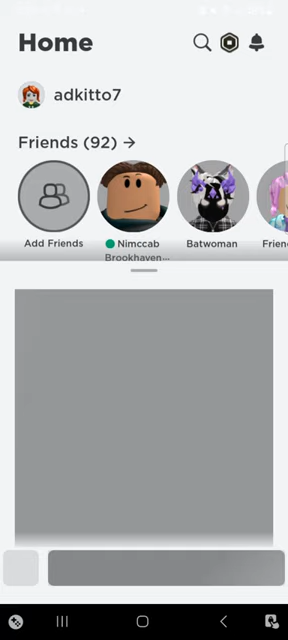 Home
adkitto7
Friends (92) →
Add Friends
Nimccab
Batwoman
Frien
Brookhaven...